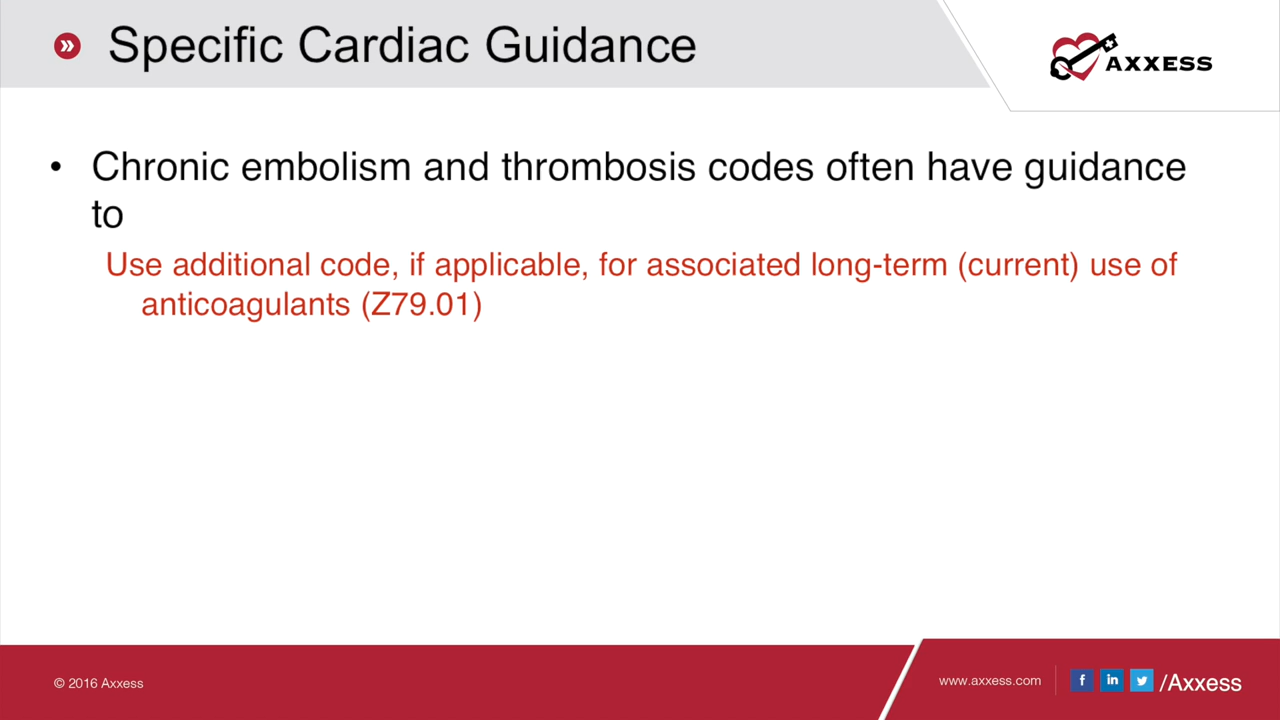 Specific Cardiac Guidance
AXXESS
• Chronic embolism and thrombosis codes often have guidance
to
Use additional code, if applicable, for associated long-term (current) use of
anticoagulants (Z79.01)
© 2016 Axxess
www.axxess.com
f in /Axxess